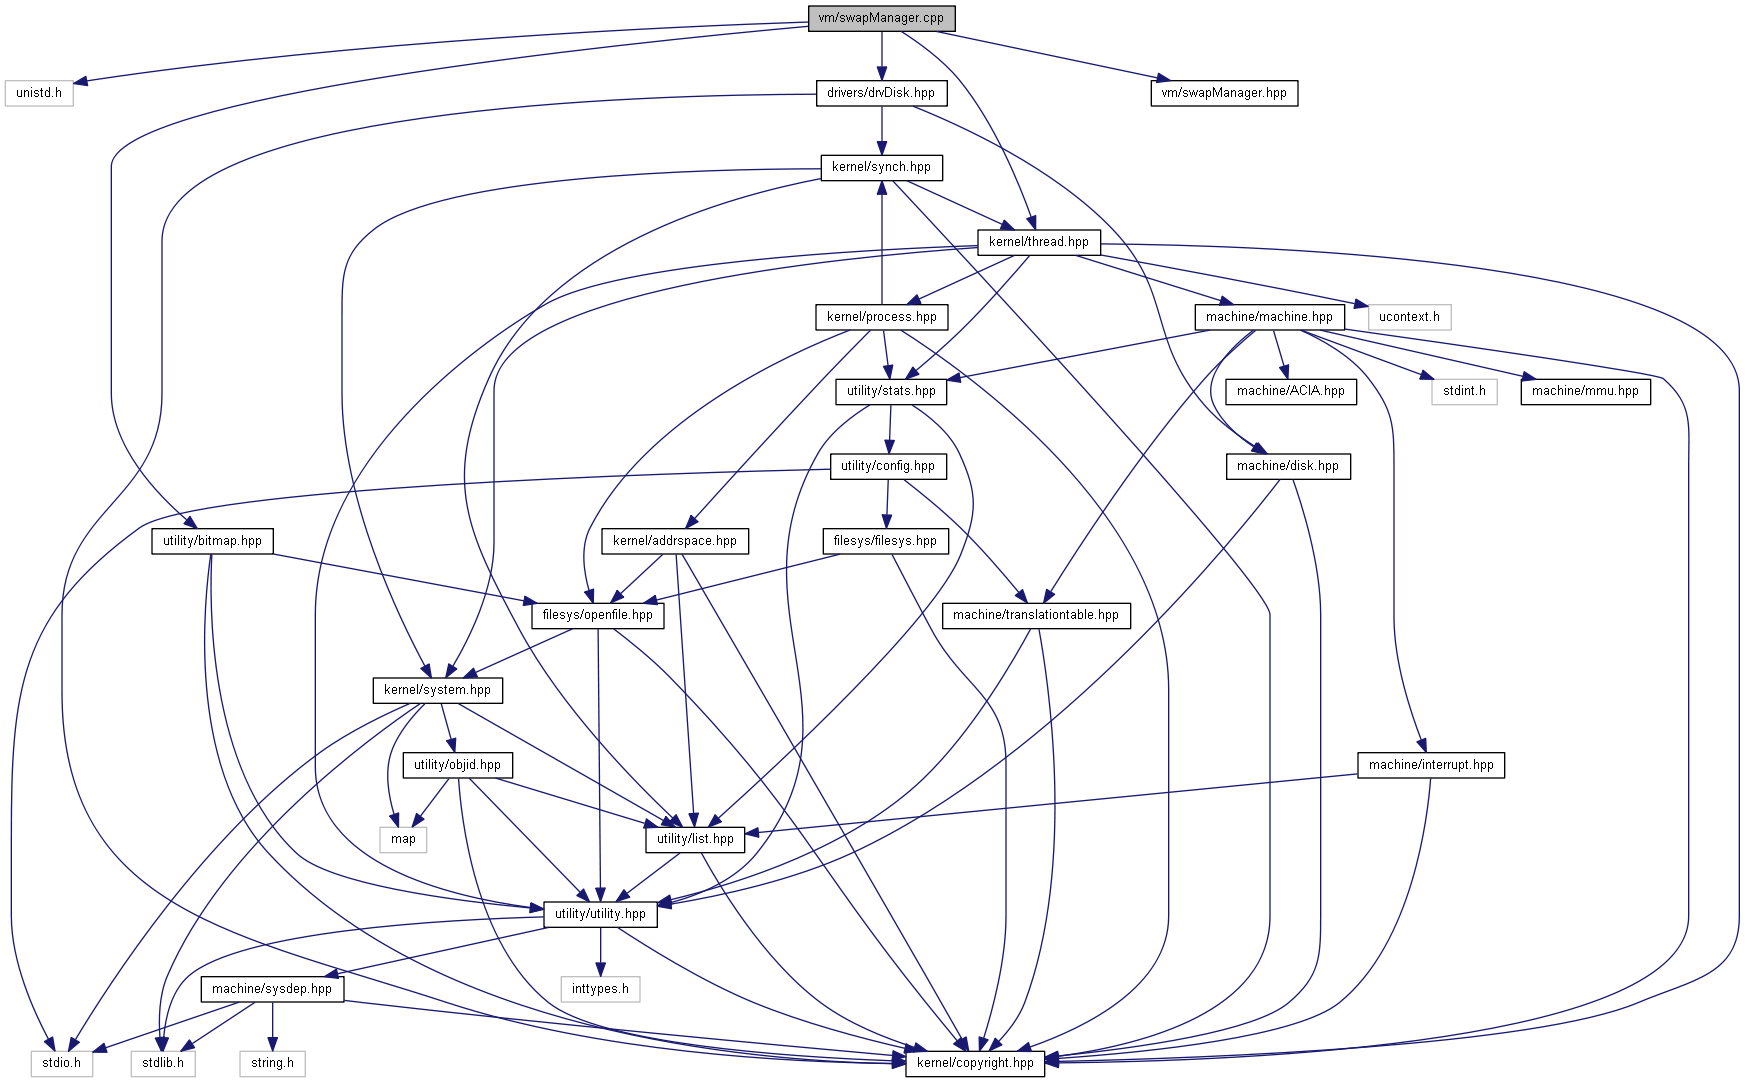 vm/swapManager.cpp
unistd.h
drivers/drvDisk.hpp
vm/swapManager.hpp
kernel/synch.hpp
kernel/thread.hpp
kernel/process.hpp
machine/machine.hpp
ucontext.h
utility/stats.hpp
machine/ACIA.hpp
stdint.h
machine/mmu.hpp
utility/config.hpp
machine/disk.hpp
utility/bitmap.hpp
kernel/addrspace.hpp
filesys/filesys.hpp
filesys/openfile.hpp
machine/translationtable.hpp
kernel/system.hpp
utility/objid.hpp
machine/interrupt.hpp
map
utility/list.hpp
utility/utility.hpp
machine/sysdep.hpp
inttypes.h
stdio.h
stdlib.h
string.h
kernel/copyright.hpp